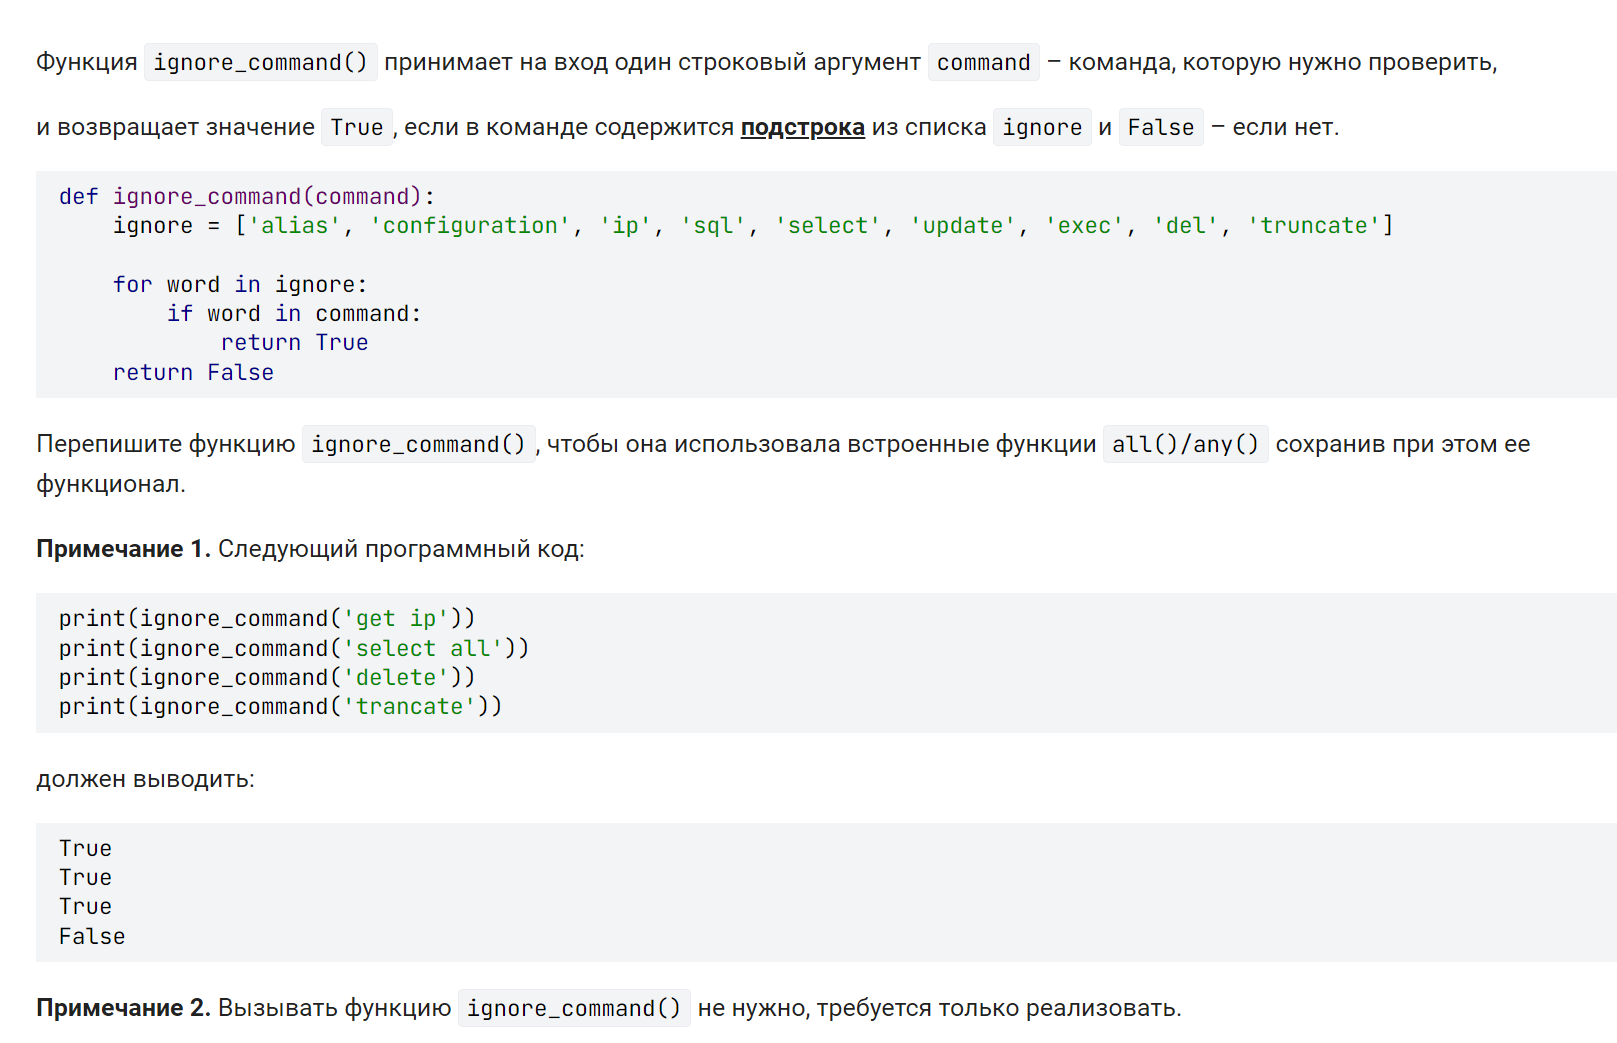 Функция ignore_command() принимает на вход один строковый аргумент command – команда, которую нужно проверить,
и возвращает значение True , если в команде содержится подстрока из списка ignore и False – если нет.
def ignore_command(command):
    ignore = ['alias', 'configuration', 'ip', 'sql', 'select', 'update', 'exec', 'del', 'truncate']
    for word in ignore:
        if word in command:
            return True
    return False
Перепишите функцию ignore_command() , чтобы она использовала встроенные функции all()/any() сохранив при этом ее
функционал.
Примечание 1. Следующий программный код:
print(ignore_command('get ip'))
print(ignore_command('select all'))
print(ignore_command('delete'))
print(ignore_command('trancate'))
должен выводить:
True
True
True
False
Примечание 2. Вызывать функцию ignore_command() не нужно, требуется только реализовать.